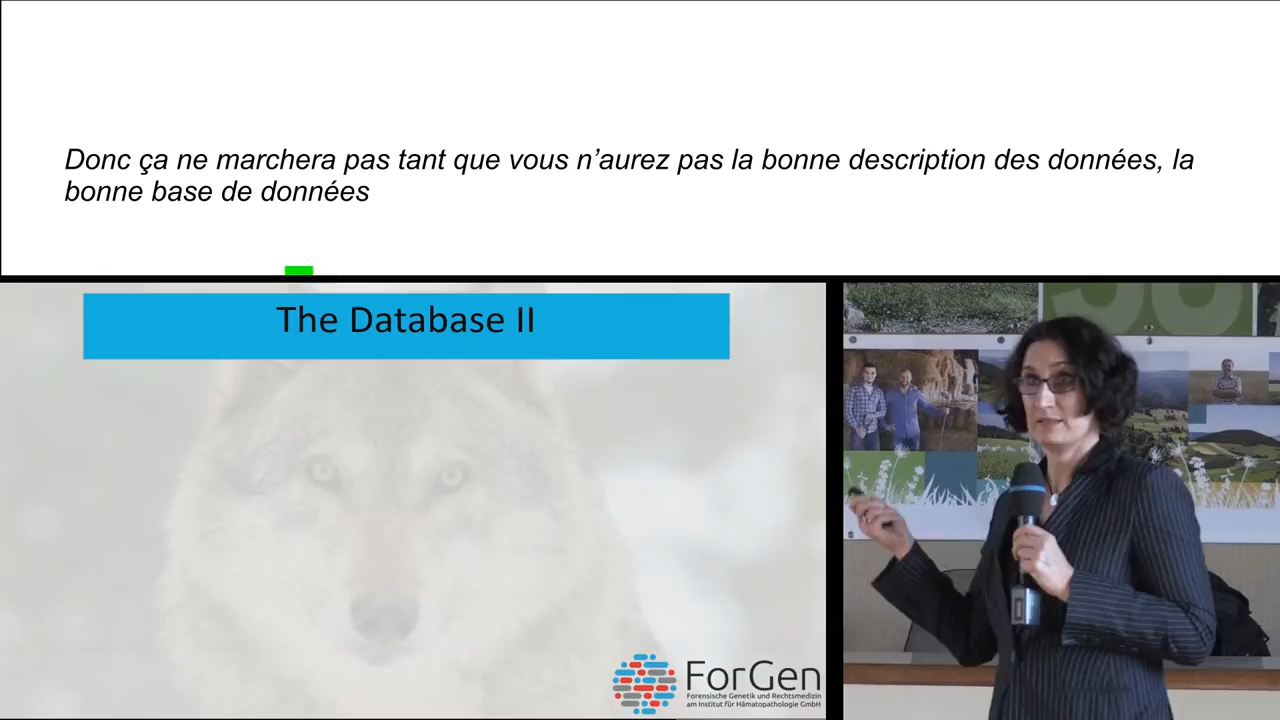 Donc ça ne marchera pas tant que vous n’aurez pas la bonne description des données, la
bonne base de données
The Database II
ForGen
Forensische Genetik und Rechtsmedizin
am Institut für Hämatopathologie GmbH